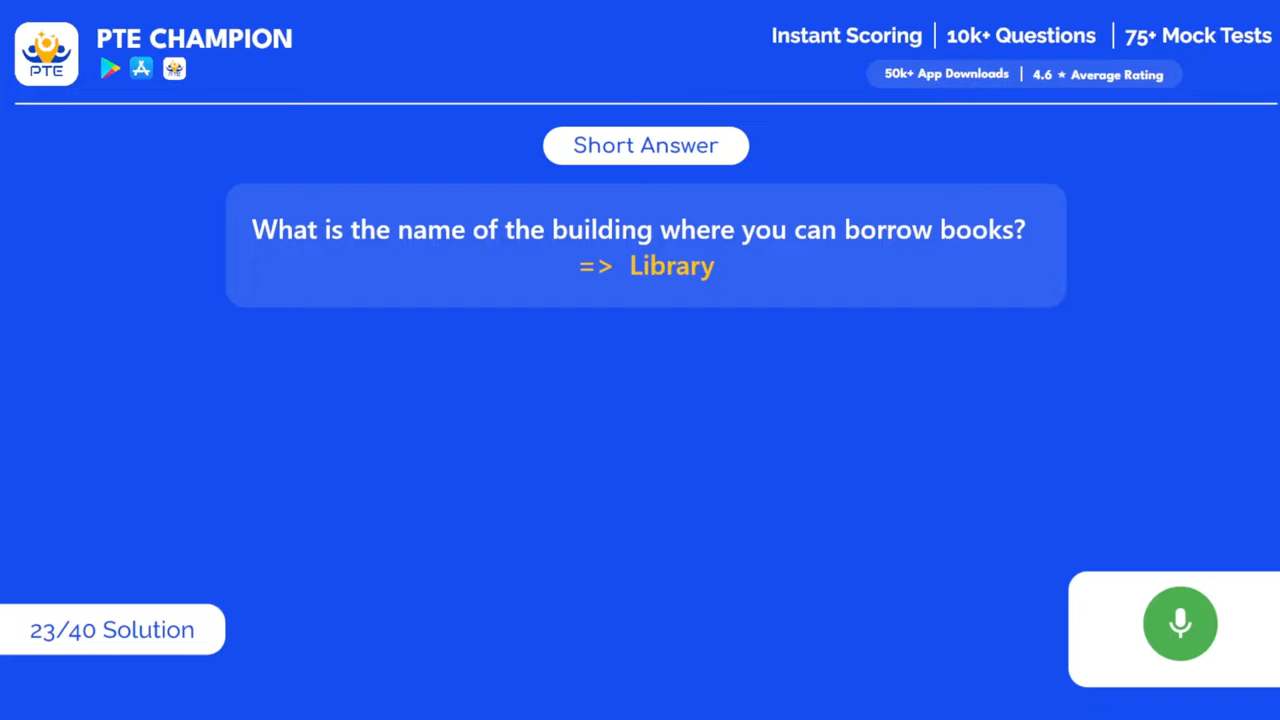 PTE CHAMPION
PTE
Instant Scoring | 10k+ Questions | 75+ Mock Tests
50k+ App Downloads | 4.6 ★ Average Rating
Short Answer
What is the name of the building where you can borrow books?
=> Library
23/40 Solution